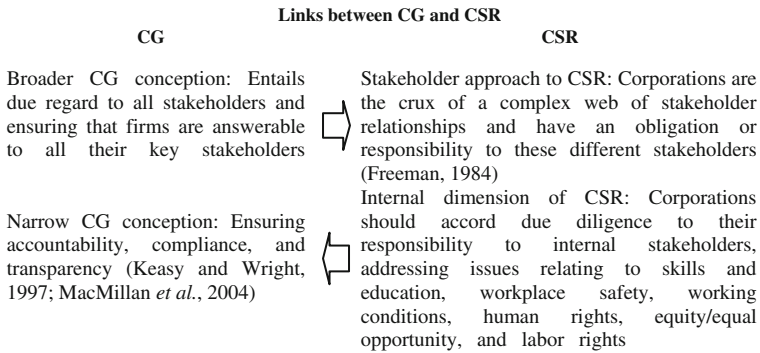 Links between CG and CSR
CG
CSR
Broader CG conception: Entails
due regard to all stakeholders and
ensuring that firms are answerable
to all their key stakeholders
Stakeholder approach to CSR: Corporations are
the crux of a complex web of stakeholder
relationships and have an obligation or
responsibility to these different stakeholders
(Freeman, 1984)
Narrow CG conception: Ensuring
accountability, compliance, and
transparency (Keasy and Wright,
1997; MacMillan et al., 2004)
Internal dimension of CSR: Corporations
should accord due diligence to their
responsibility to internal stakeholders,
addressing issues relating to skills and
education, workplace safety, working
conditions, human rights, equity/equal
opportunity, and labor rights